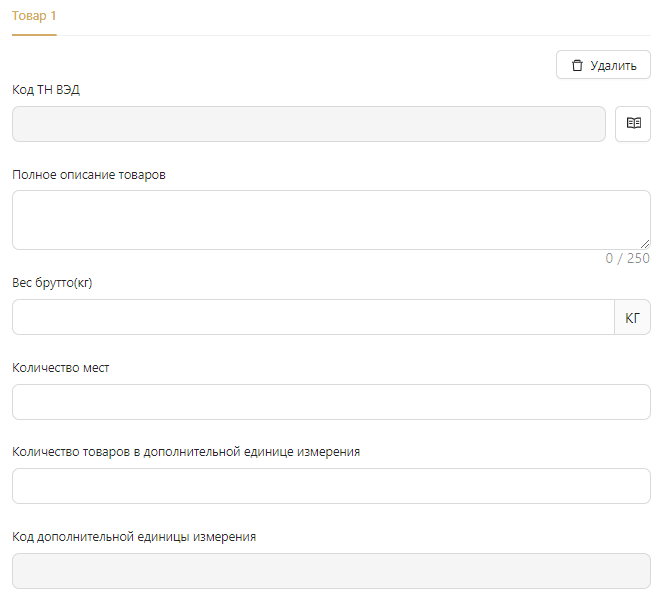 Товар 1
Удалить
Код ТН ВЭД
Полное описание товаров
0 / 250
Вес брутто(кг)
КГ
Количество мест
Количество товаров в дополнительной единице измерения
Код дополнительной единицы измерения